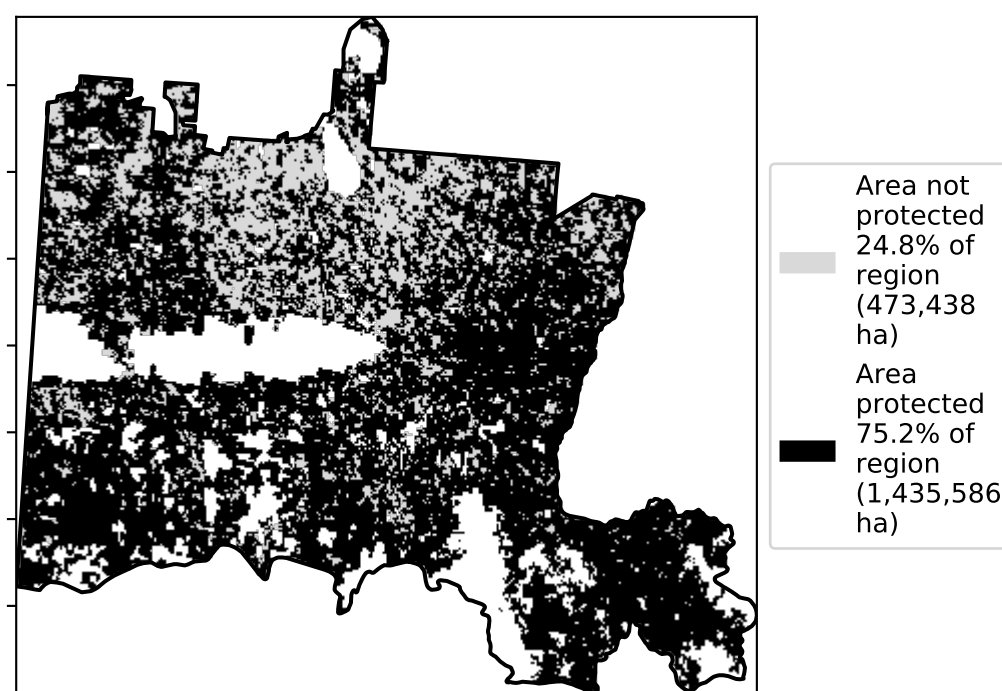 Area not
protected
24.8% of
region
(473,438
ha)
Area
protected
75.2% of
region
(1,435,586
ha)